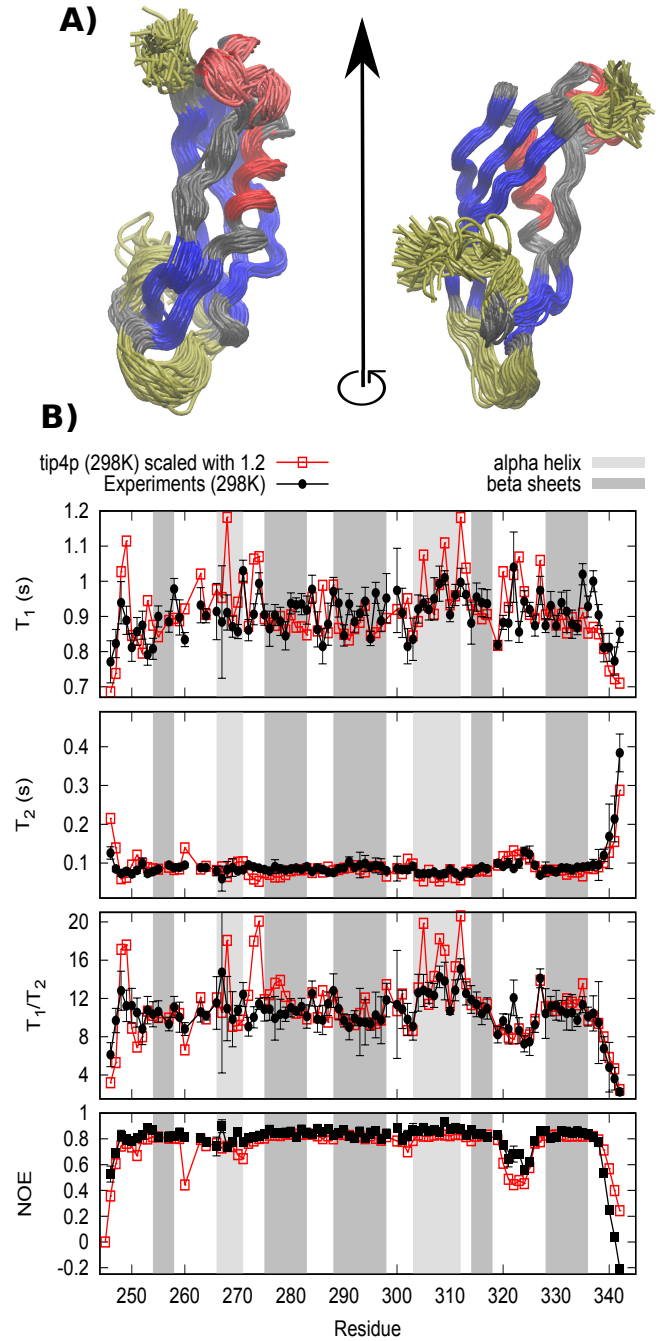 A)
B)
tip4p (298K) scaled with 1.2
Experiments (298K)
alpha helix
beta sheets
1.2
1.1
1
0.9
0.8
0.7
T1 (s)
0.4
0.3
0.2
0.1
T2 (s)
20
16
12
8
4
T1/T2
1
0.8
0.6
0.4
0.2
0
-0.2
NOE
250 260 270 280 290 300 310 320 330 340
Residue